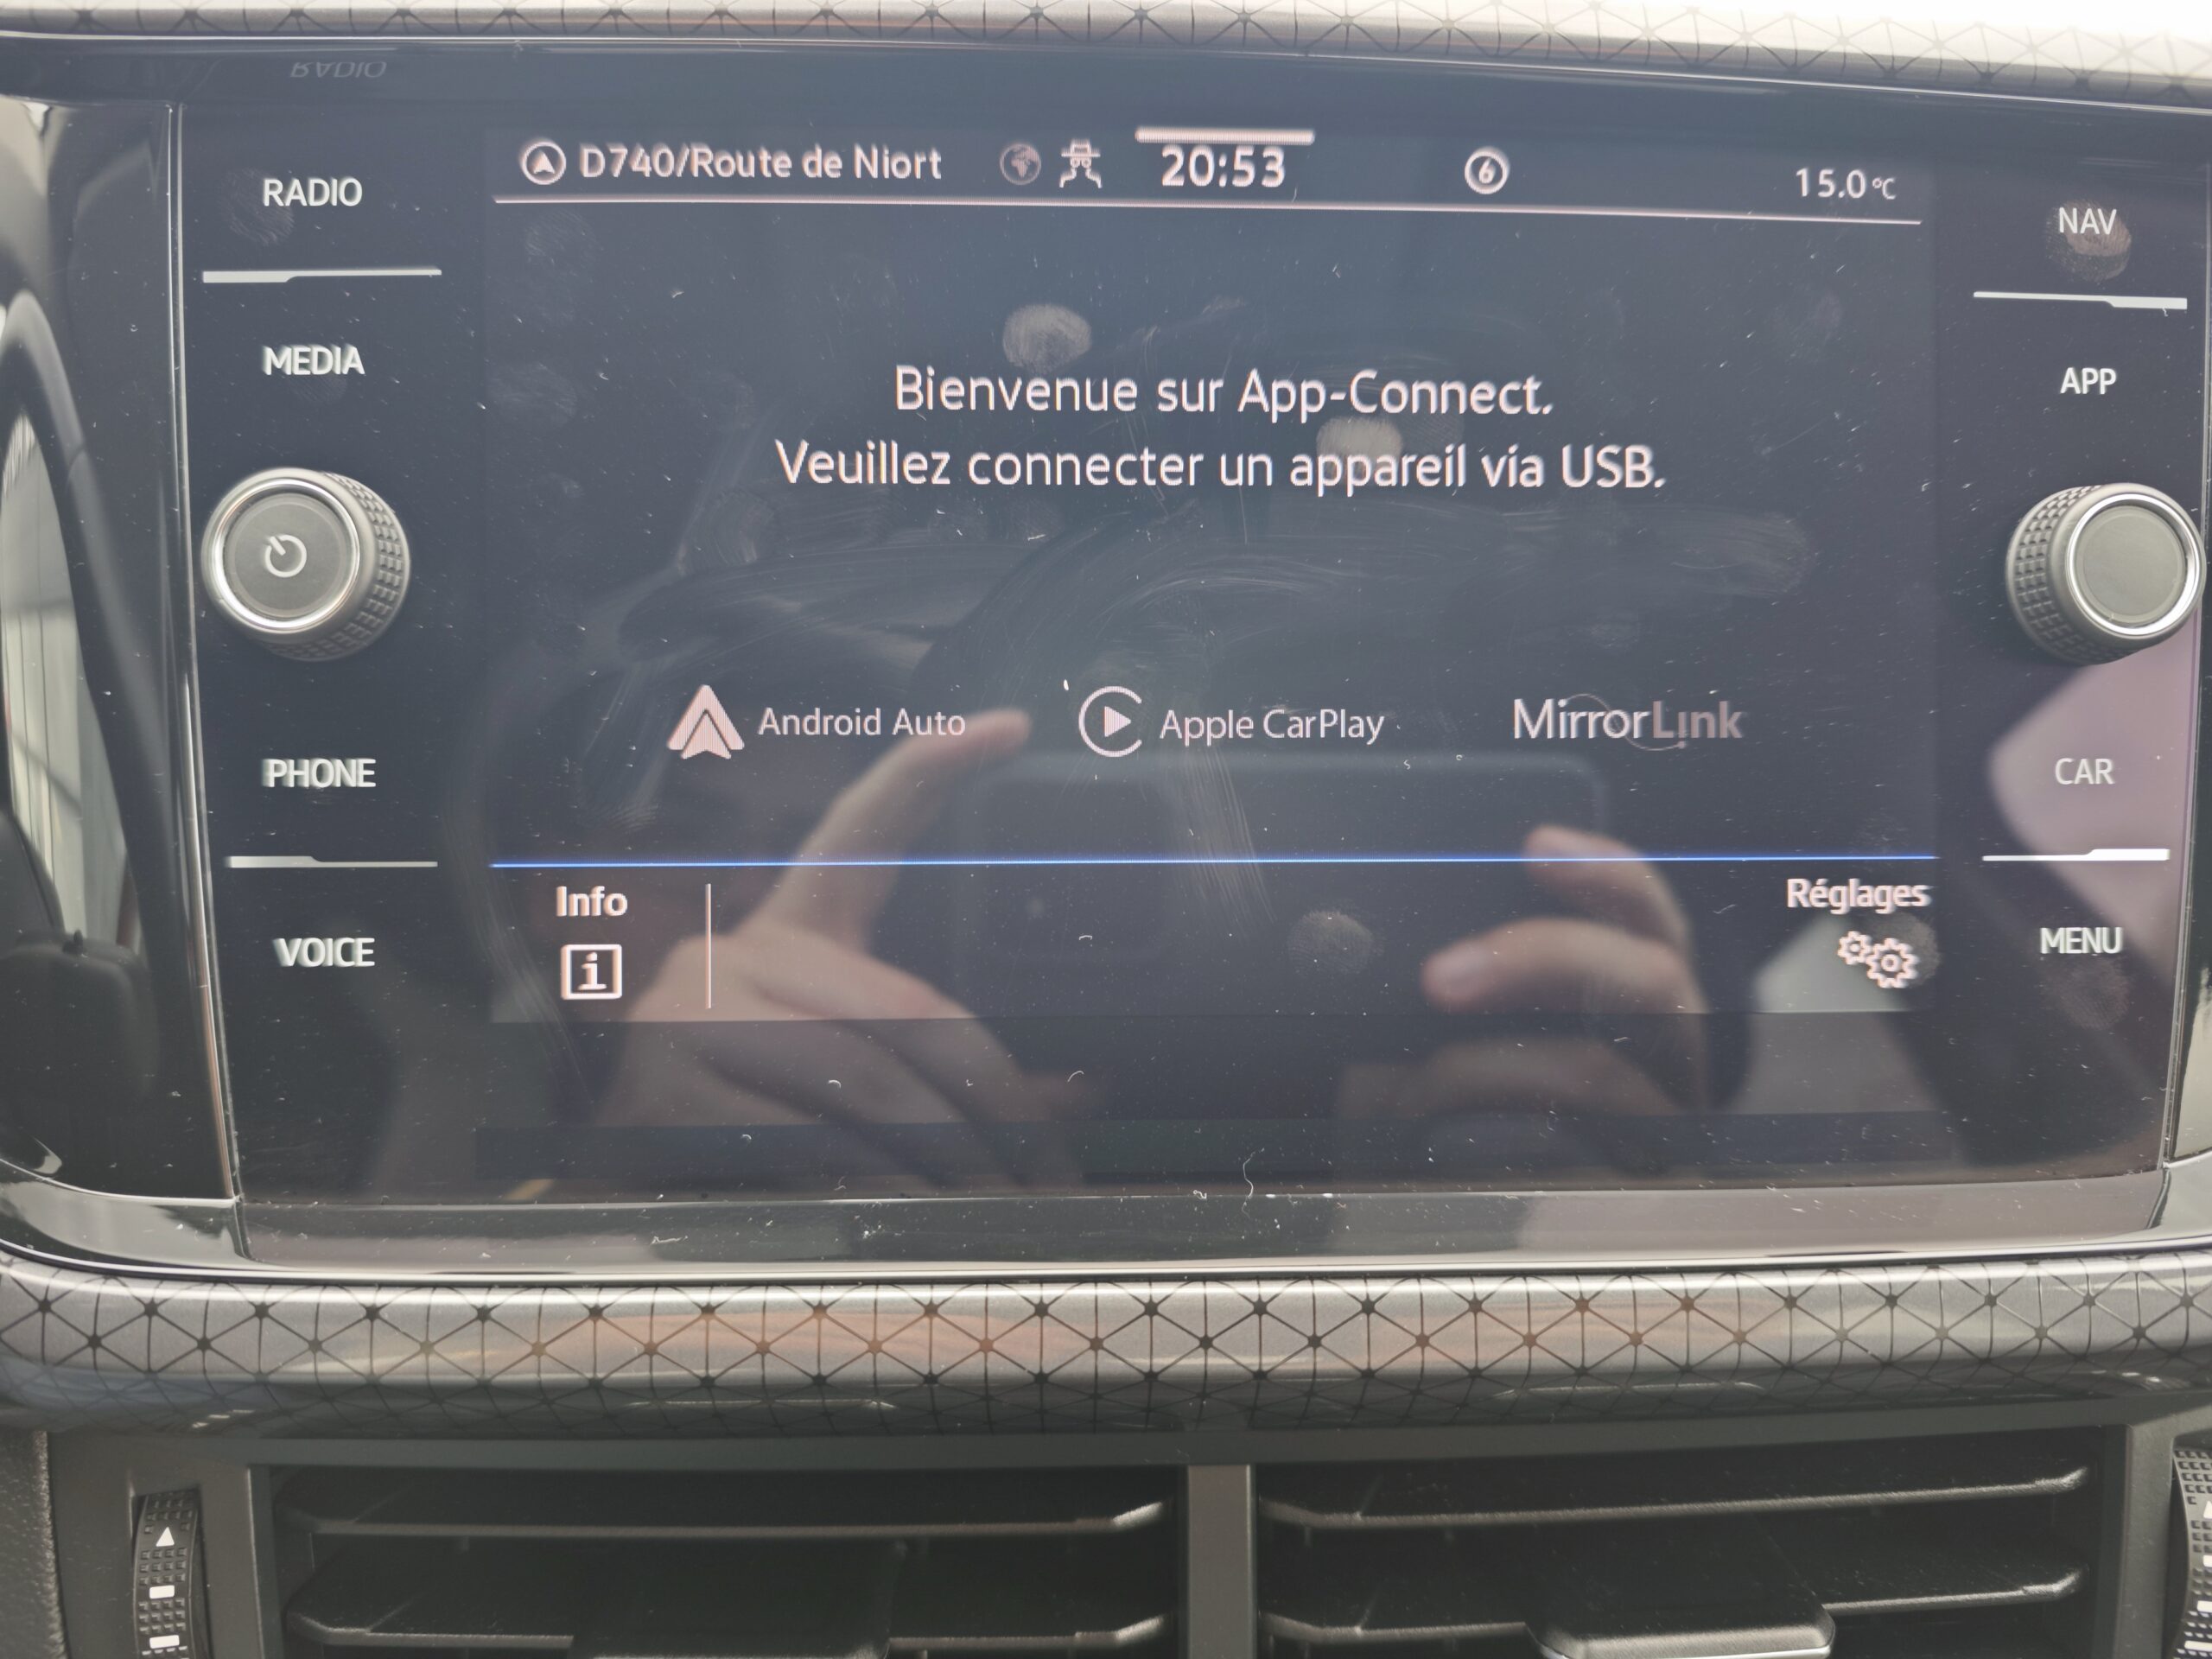 RADIO
MEDIA
PHONE
VOICE
D740/Route de Niort
20:53
6
15.0°C
Bienvenue sur App-Connect.
Veuillez connecter un appareil via USB.
Android Auto
Apple CarPlay
MirrorLink
Info
i
Réglages
NAV
APP
CAR
MENU